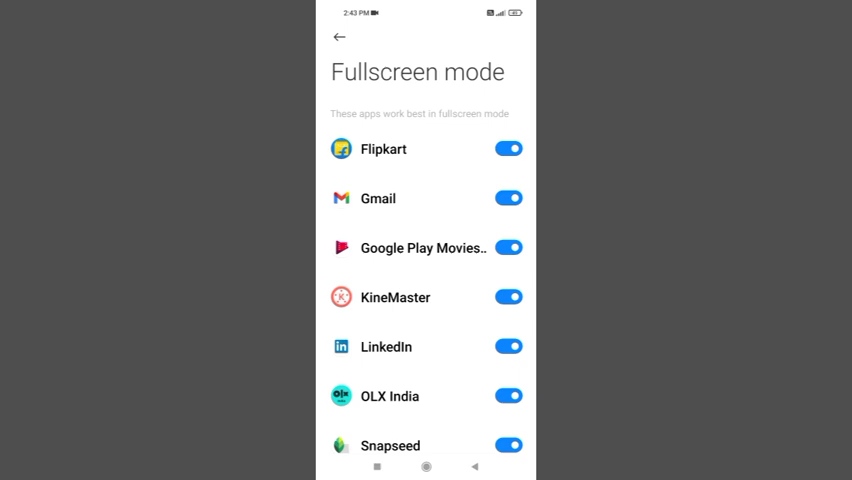 2:43 PM
Fullscreen mode
These apps work best in fullscreen mode
Flipkart
Gmail
Google Play Movies..
KineMaster
LinkedIn
OLX India
Snapseed